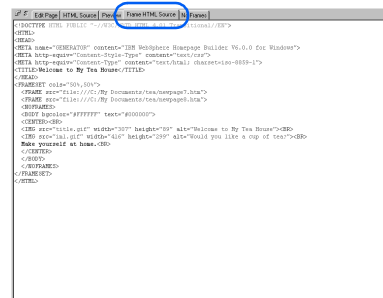 Edit Page HTML Source Preview Frame HTML Source No Frames
<!DOCTYPE HTML PUBLIC "-//W3C//DTD HTML 4.01 Transitional//EN">
<HTML>
<HEAD>
<META name="GENERATOR" content="IBM WebSphere Homepage Builder V6.0.0 for Windows">
<META http-equiv="Content-Style-Type" content="text/css">
<META http-equiv="Content-Type" content="text/html; charset=iso-8859-1">
<TITLE>Welcome to My Tea House</TITLE>
</HEAD>
<FRAMESET cols="50%,50%">
<FRAME src="file:///C:/My Documents/tea/newpage7.htm">
<FRAME src="file:///C:/My Documents/tea/newpage8.htm">
<NOFRAMES>
<BODY bgcolor="#FFFFFF" text="#000000">
<CENTER><BR>
<IMG src="title.gif" width="307" height="89" alt="Welcome to My Tea House"><BR>
<IMG src="im1.gif" width="426" height="299" alt="Would you like a cup of tea?"><BR>
Make yourself at home.<BR>
</CENTER>
</BODY>
</NOFRAMES>
</FRAMESET>
</HTML>